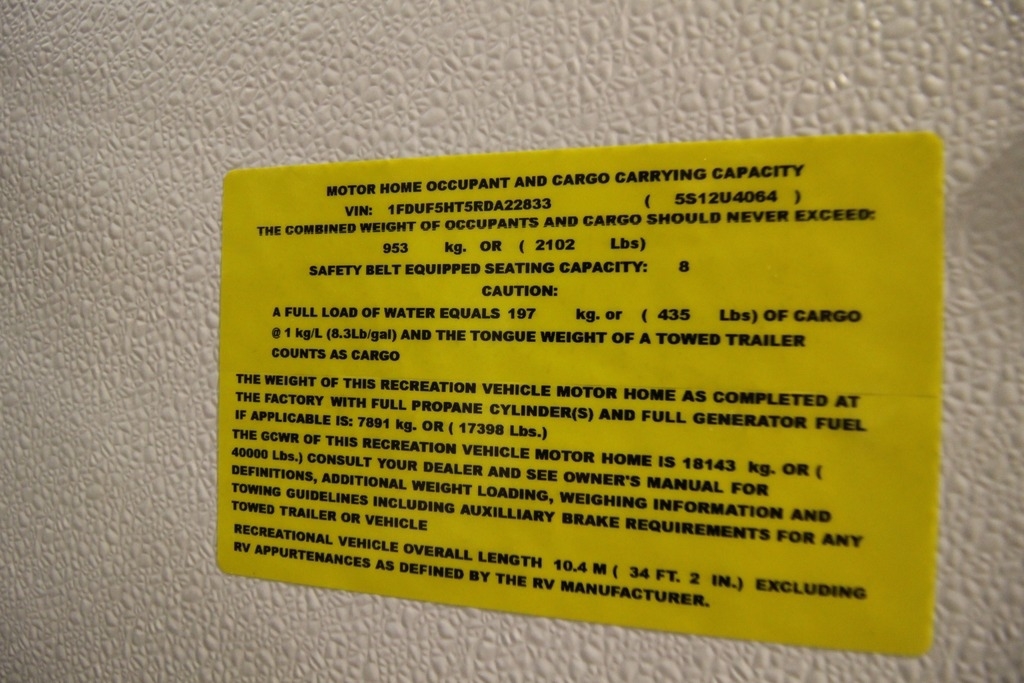 MOTOR HOME OCCUPANT AND CARGO CARRYING CAPACITY
VIN: 1FDUF5HT5RDA22833 ( 5S12U4064 )
THE COMBINED WEIGHT OF OCCUPANTS AND CARGO SHOULD NEVER EXCEED:
953 kg. OR ( 2102 Lbs)
SAFETY BELT EQUIPPED SEATING CAPACITY: 8
CAUTION:
A FULL LOAD OF WATER EQUALS 197 kg. or ( 435 Lbs) OF CARGO
@ 1 kg/L (8.3Lb/gal) AND THE TONGUE WEIGHT OF A TOWED TRAILER
COUNTS AS CARGO
THE WEIGHT OF THIS RECREATION VEHICLE MOTOR HOME AS COMPLETED AT
THE FACTORY WITH FULL PROPANE CYLINDER(S) AND FULL GENERATOR FUEL
IF APPLICABLE IS: 7891 kg. OR ( 17398 Lbs.)
THE GCWR OF THIS RECREATION VEHICLE MOTOR HOME IS 18143 kg. OR (
40000 Lbs.) CONSULT YOUR DEALER AND SEE OWNER'S MANUAL FOR
DEFINITIONS, ADDITIONAL WEIGHT LOADING, WEIGHING INFORMATION AND
TOWING GUIDELINES INCLUDING AUXILLIARY BRAKE REQUIREMENTS FOR ANY
TOWED TRAILER OR VEHICLE
RECREATIONAL VEHICLE OVERALL LENGTH 10.4 M ( 34 FT. 2 IN.) EXCLUDING
RV APPURTENANCES AS DEFINED BY THE RV MANUFACTURER.